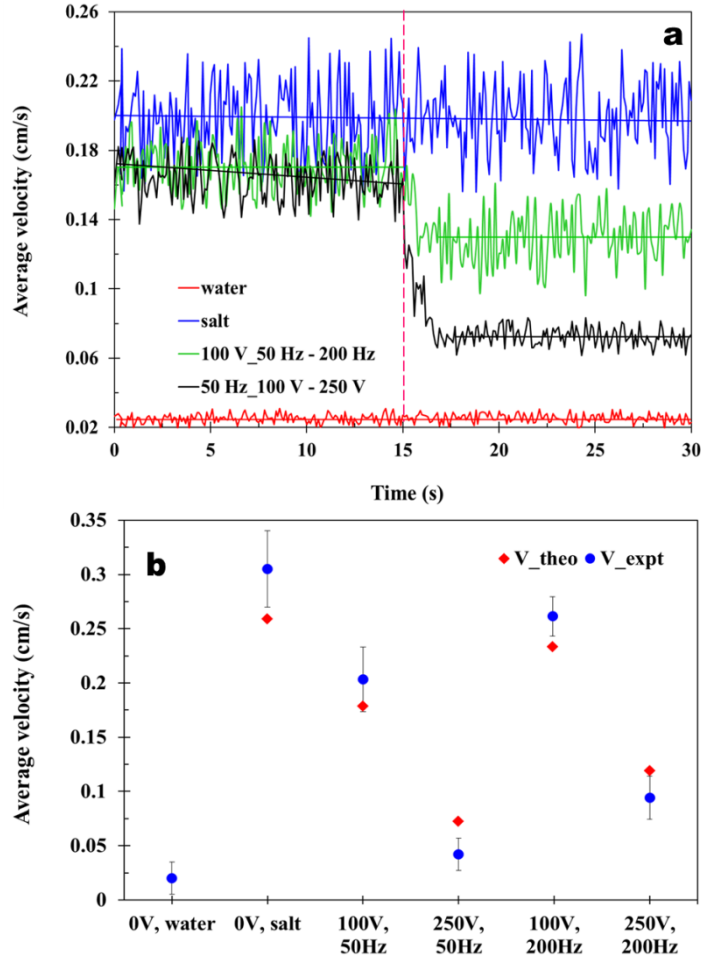 a
Average velocity (cm/s)
0.26
0.22
0.18
0.14
0.1
0.06
0.02
water
salt
100 V_50 Hz - 200 Hz
50 Hz_100 V - 250 V
0
5
10
15
20
25
30
Time (s)
b
V_theo
V_expt
Average velocity (cm/s)
0.35
0.3
0.25
0.2
0.15
0.1
0.05
0
0V, water
0V, salt
100V,
50Hz
250V,
50Hz
100V,
200Hz
250V,
200Hz